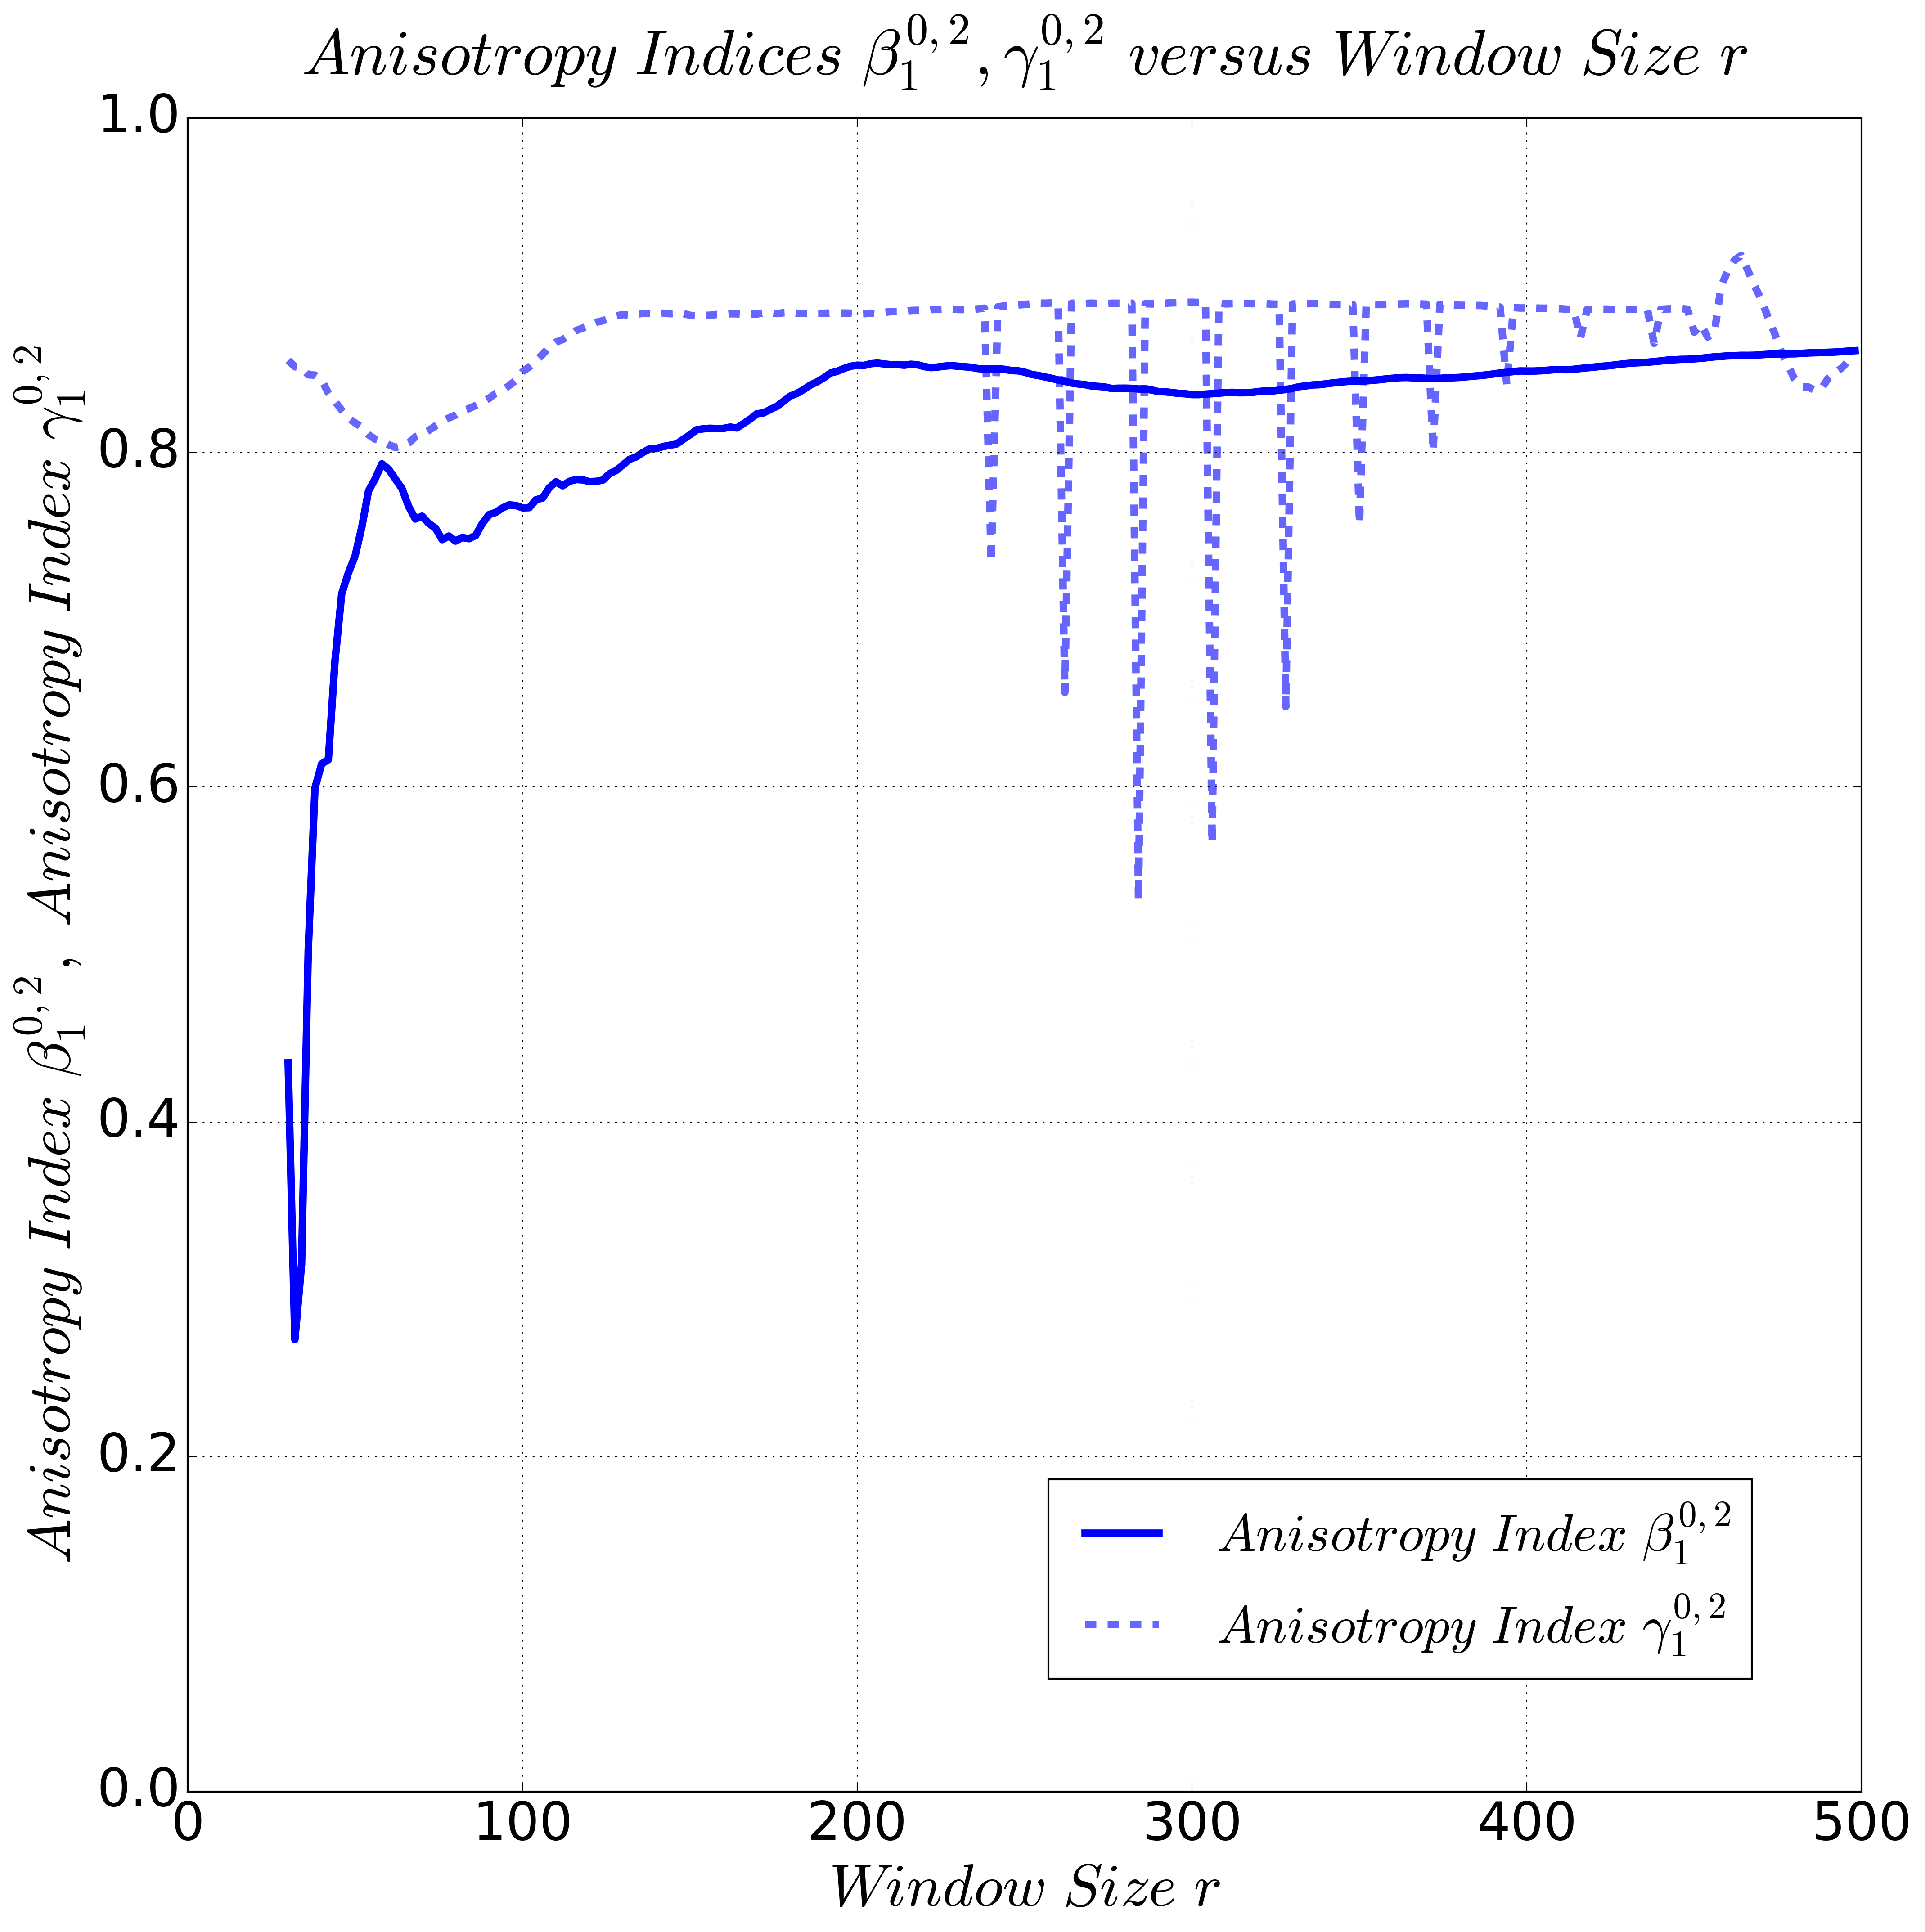 Anisotropy Indices β₁^{0,2}, γ₁^{0,2} versus Window Size r
Anisotropy Index β₁^{0,2}, Anisotropy Index γ₁^{0,2}
1.0
0.8
0.6
0.4
0.2
0.0
0 100 200 300 400 500
Window Size r
Anisotropy Index β₁^{0,2}
Anisotropy Index γ₁^{0,2}